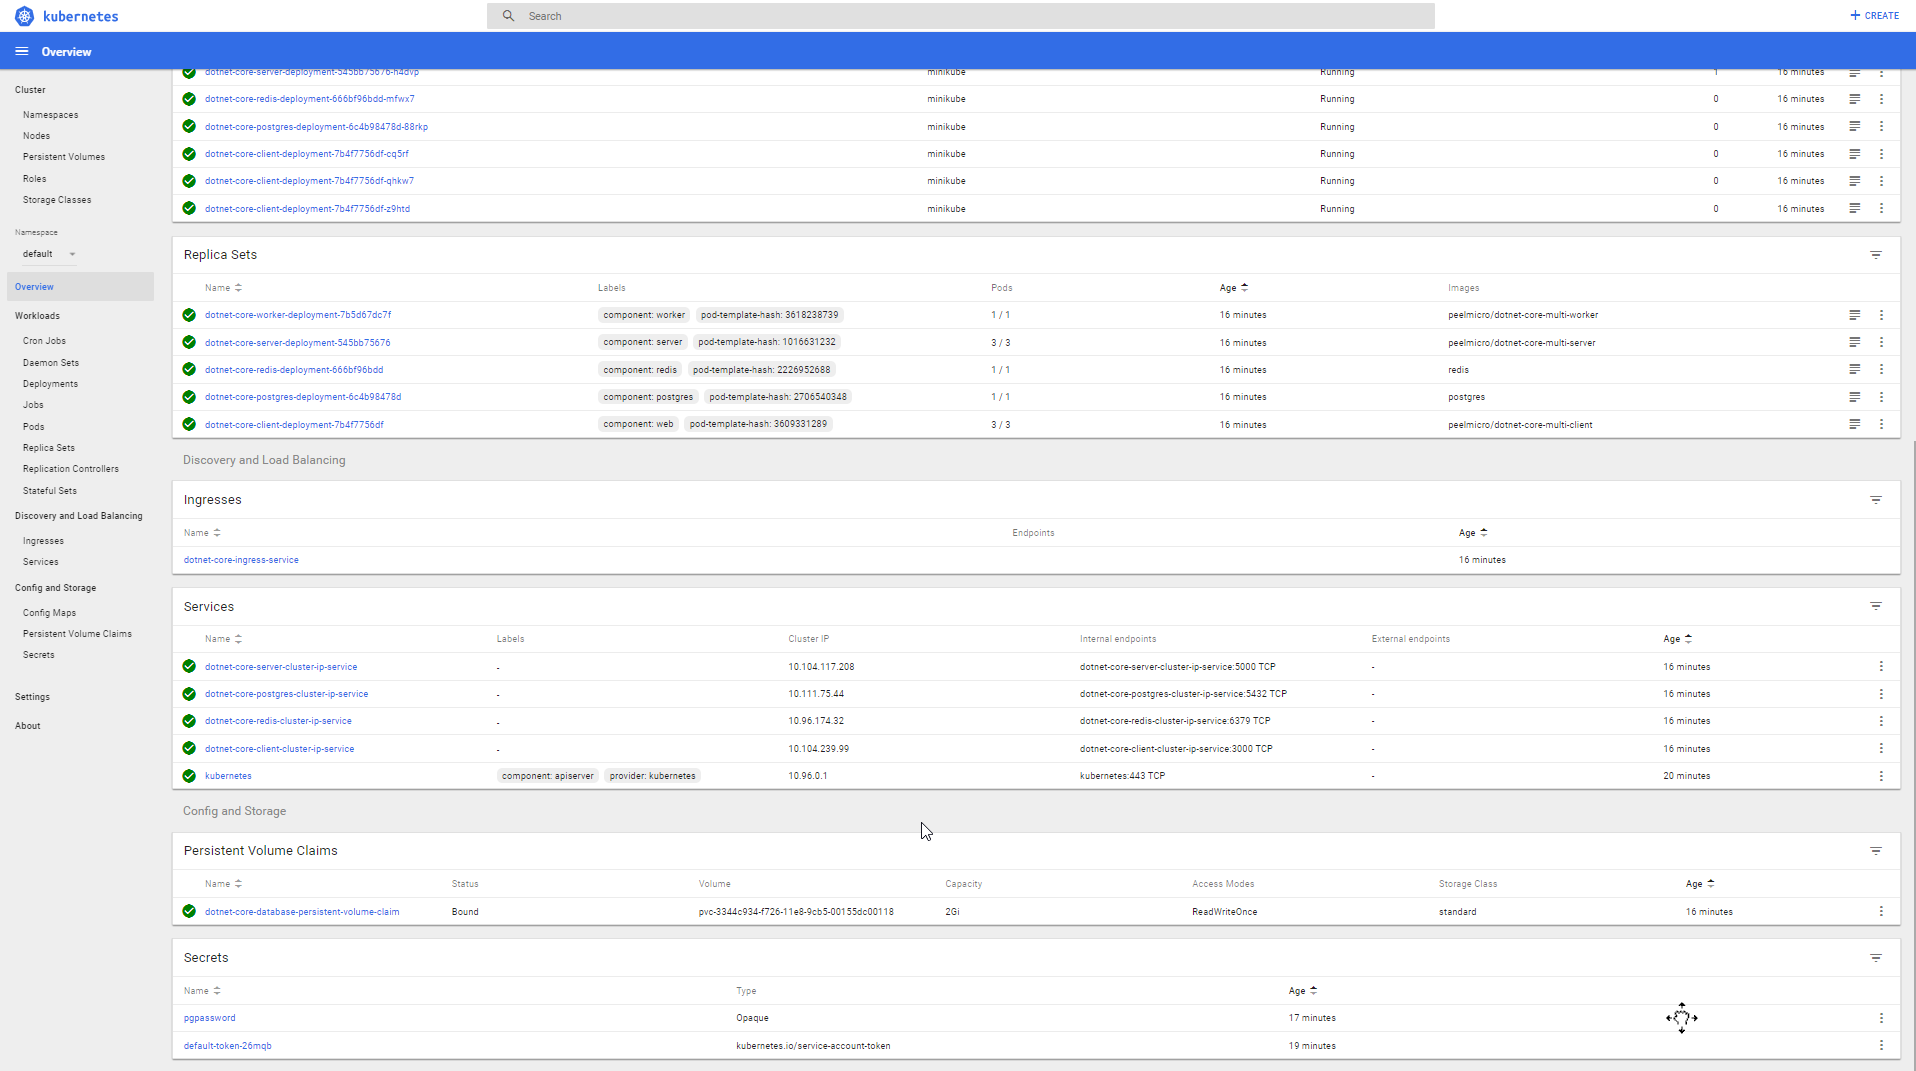 kubernetes
Search
CREATE
Overview
Cluster
Namespaces
Nodes
Persistent Volumes
Roles
Storage Classes
Namespace
default
Overview
Workloads
Cron Jobs
Daemon Sets
Deployments
Jobs
Pods
Replica Sets
Replication Controllers
Stateful Sets
Discovery and Load Balancing
Ingresses
Services
Config and Storage
Config Maps
Persistent Volume Claims
Secrets
Settings
About
dotnet-core-server-deployment-545bb75676-h4dvp minikube Running 1 16 minutes
dotnet-core-redis-deployment-666bf96bdd-mfwx7 minikube Running 0 16 minutes
dotnet-core-postgres-deployment-6c4b98478d-88rkp minikube Running 0 16 minutes
dotnet-core-client-deployment-7b4f7756df-cq5rf minikube Running 0 16 minutes
dotnet-core-client-deployment-7b4f7756df-qhkw7 minikube Running 0 16 minutes
dotnet-core-client-deployment-7b4f7756df-z9htd minikube Running 0 16 minutes
Replica Sets
Name Labels Pods Age Images
dotnet-core-worker-deployment-7b5d67dc7f component: worker pod-template-hash: 3618238739 1 / 1 16 minutes peelmicro/dotnet-core-multi-worker
dotnet-core-server-deployment-545bb75676 component: server pod-template-hash: 1016631232 3 / 3 16 minutes peelmicro/dotnet-core-multi-server
dotnet-core-redis-deployment-666bf96bdd component: redis pod-template-hash: 2226952688 1 / 1 16 minutes redis
dotnet-core-postgres-deployment-6c4b98478d component: postgres pod-template-hash: 2706540348 1 / 1 16 minutes postgres
dotnet-core-client-deployment-7b4f7756df component: web pod-template-hash: 3609331289 3 / 3 16 minutes peelmicro/dotnet-core-multi-client
Discovery and Load Balancing
Ingresses
Name Endpoints Age
dotnet-core-ingress-service 16 minutes
Services
Name Labels Cluster IP Internal endpoints External endpoints Age
dotnet-core-server-cluster-ip-service - 10.104.117.208 dotnet-core-server-cluster-ip-service:5000 TCP - 16 minutes
dotnet-core-postgres-cluster-ip-service - 10.111.75.44 dotnet-core-postgres-cluster-ip-service:5432 TCP - 16 minutes
dotnet-core-redis-cluster-ip-service - 10.96.174.32 dotnet-core-redis-cluster-ip-service:6379 TCP - 16 minutes
dotnet-core-client-cluster-ip-service - 10.104.239.99 dotnet-core-client-cluster-ip-service:3000 TCP - 16 minutes
kubernetes component: apiserver provider: kubernetes 10.96.0.1 kubernetes:443 TCP - 20 minutes
Config and Storage
Persistent Volume Claims
Name Status Volume Capacity Access Modes Storage Class Age
dotnet-core-database-persistent-volume-claim Bound pvc-3344c934-f726-11e8-9cb5-00155dc00118 2Gi ReadWriteOnce standard 16 minutes
Secrets
Name Type Age
pgpassword Opaque 17 minutes
default-token-26mqb kubernetes.io/service-account-token 19 minutes